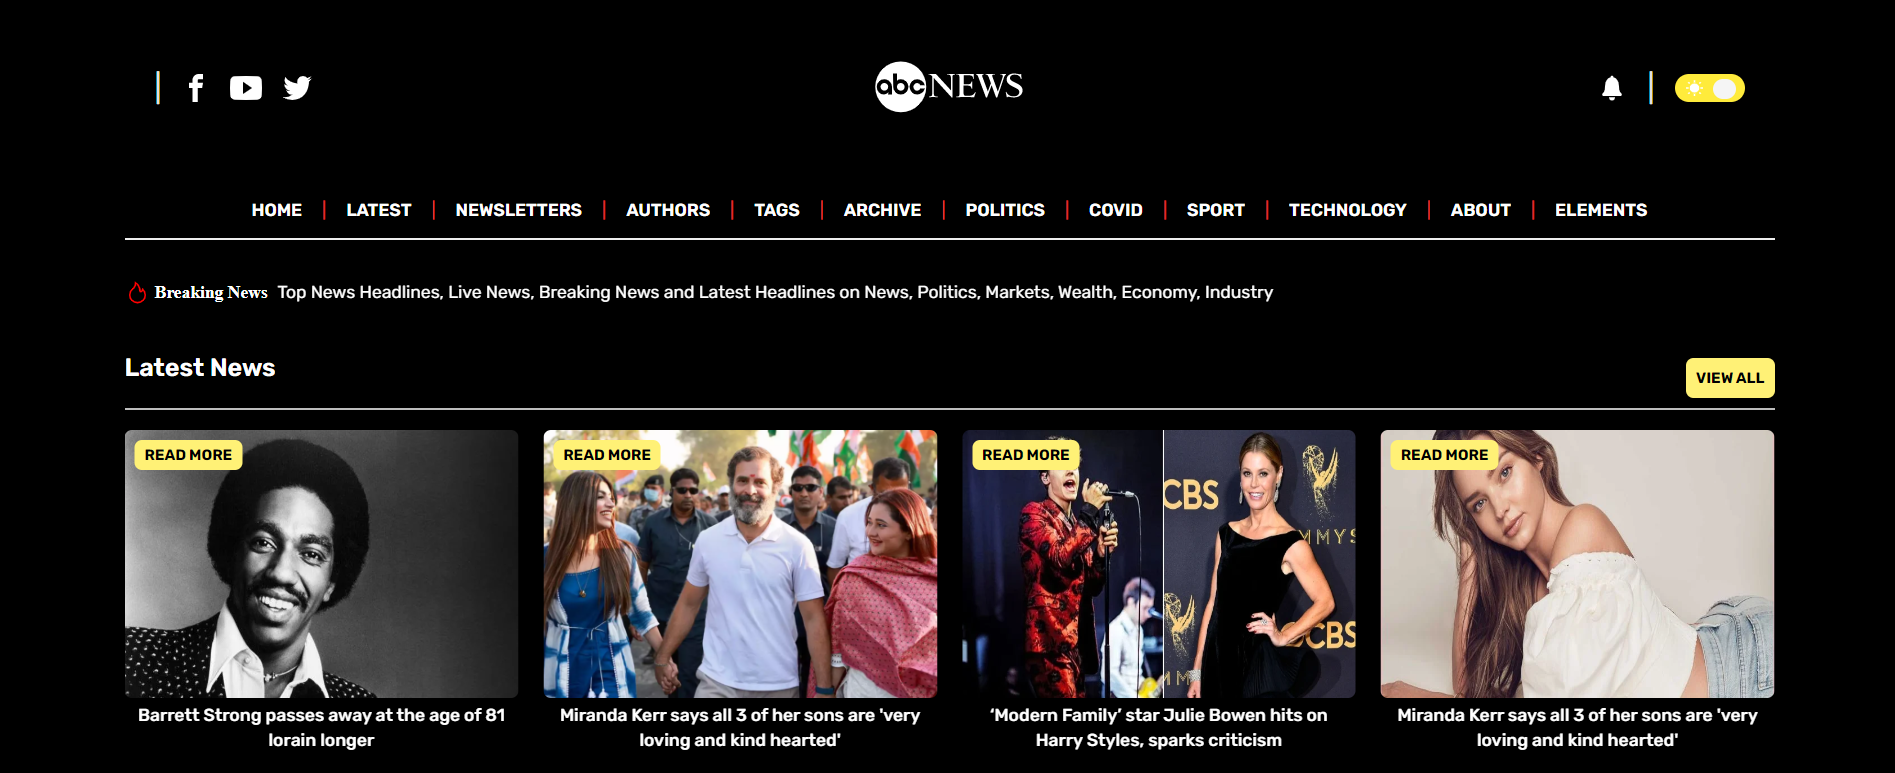 abc NEWS
HOME | LATEST | NEWSLETTERS | AUTHORS | TAGS | ARCHIVE | POLITICS | COVID | SPORT | TECHNOLOGY | ABOUT | ELEMENTS
Breaking News Top News Headlines, Live News, Breaking News and Latest Headlines on News, Politics, Markets, Wealth, Economy, Industry
Latest News
VIEW ALL
READ MORE
READ MORE
READ MORE
READ MORE
CBS
MMYS
CBS
Barrett Strong passes away at the age of 81
lorain longer
Miranda Kerr says all 3 of her sons are 'very
loving and kind hearted'
‘Modern Family’ star Julie Bowen hits on
Harry Styles, sparks criticism
Miranda Kerr says all 3 of her sons are 'very
loving and kind hearted'